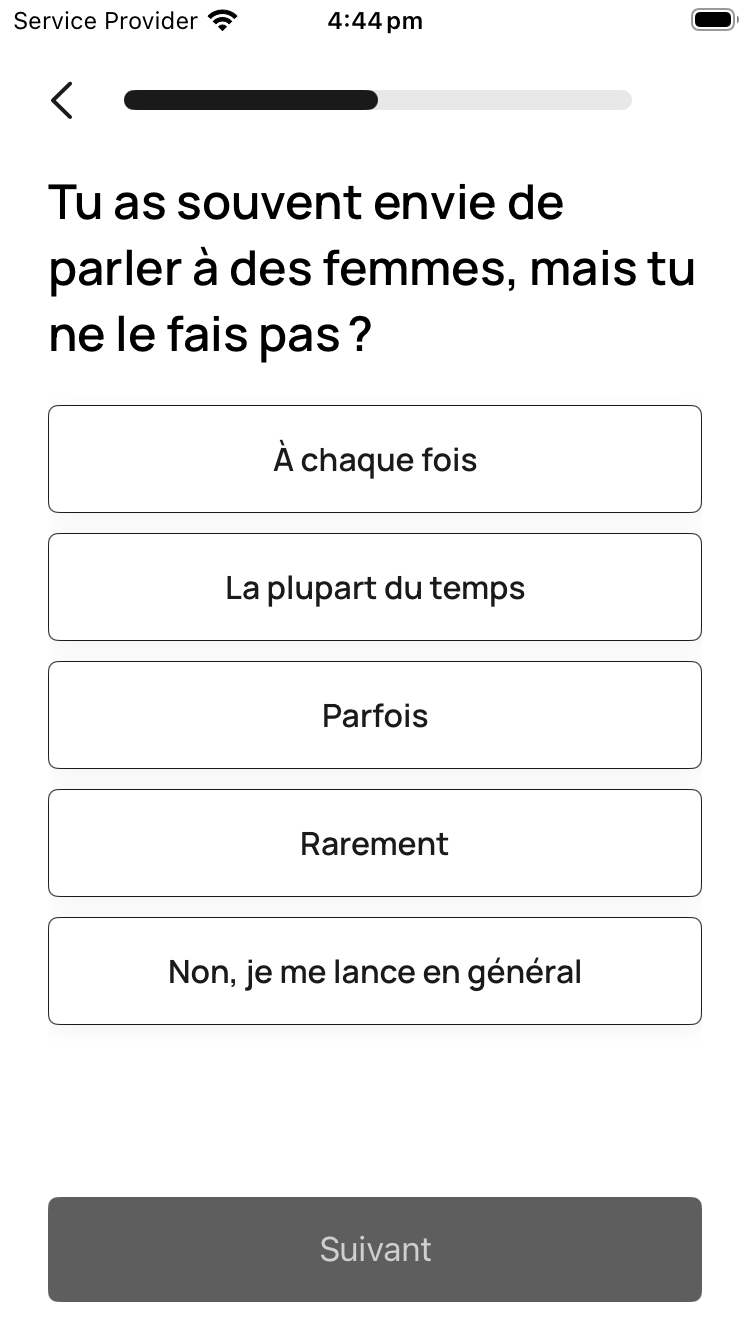 Service Provider 4:44 pm
Tu as souvent envie de
parler à des femmes, mais tu
ne le fais pas ?
À chaque fois
La plupart du temps
Parfois
Rarement
Non, je me lance en général
Suivant